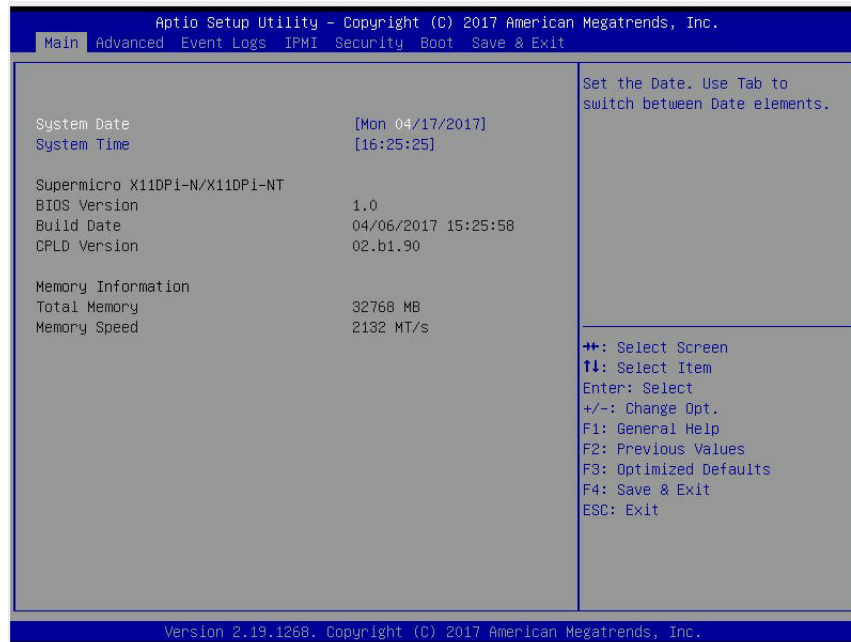 Aptio Setup Utility – Copyright (C) 2017 American Megatrends, Inc.
Main Advanced Event Logs IPMI Security Boot Save & Exit
System Date [Mon 04/17/2017]
System Time [16:25:25]
Supermicro X11DPi-N/X11DPi-NT
BIOS Version 1.0
Build Date 04/06/2017 15:25:58
CPLD Version 02.b1.90
Memory Information
Total Memory 32768 MB
Memory Speed 2132 MT/s
Set the Date. Use Tab to
switch between Date elements.
→←: Select Screen
↑↓: Select Item
Enter: Select
+/-: Change Opt.
F1: General Help
F2: Previous Values
F3: Optimized Defaults
F4: Save & Exit
ESC: Exit
Version 2.19.1268. Copyright (C) 2017 American Megatrends, Inc.